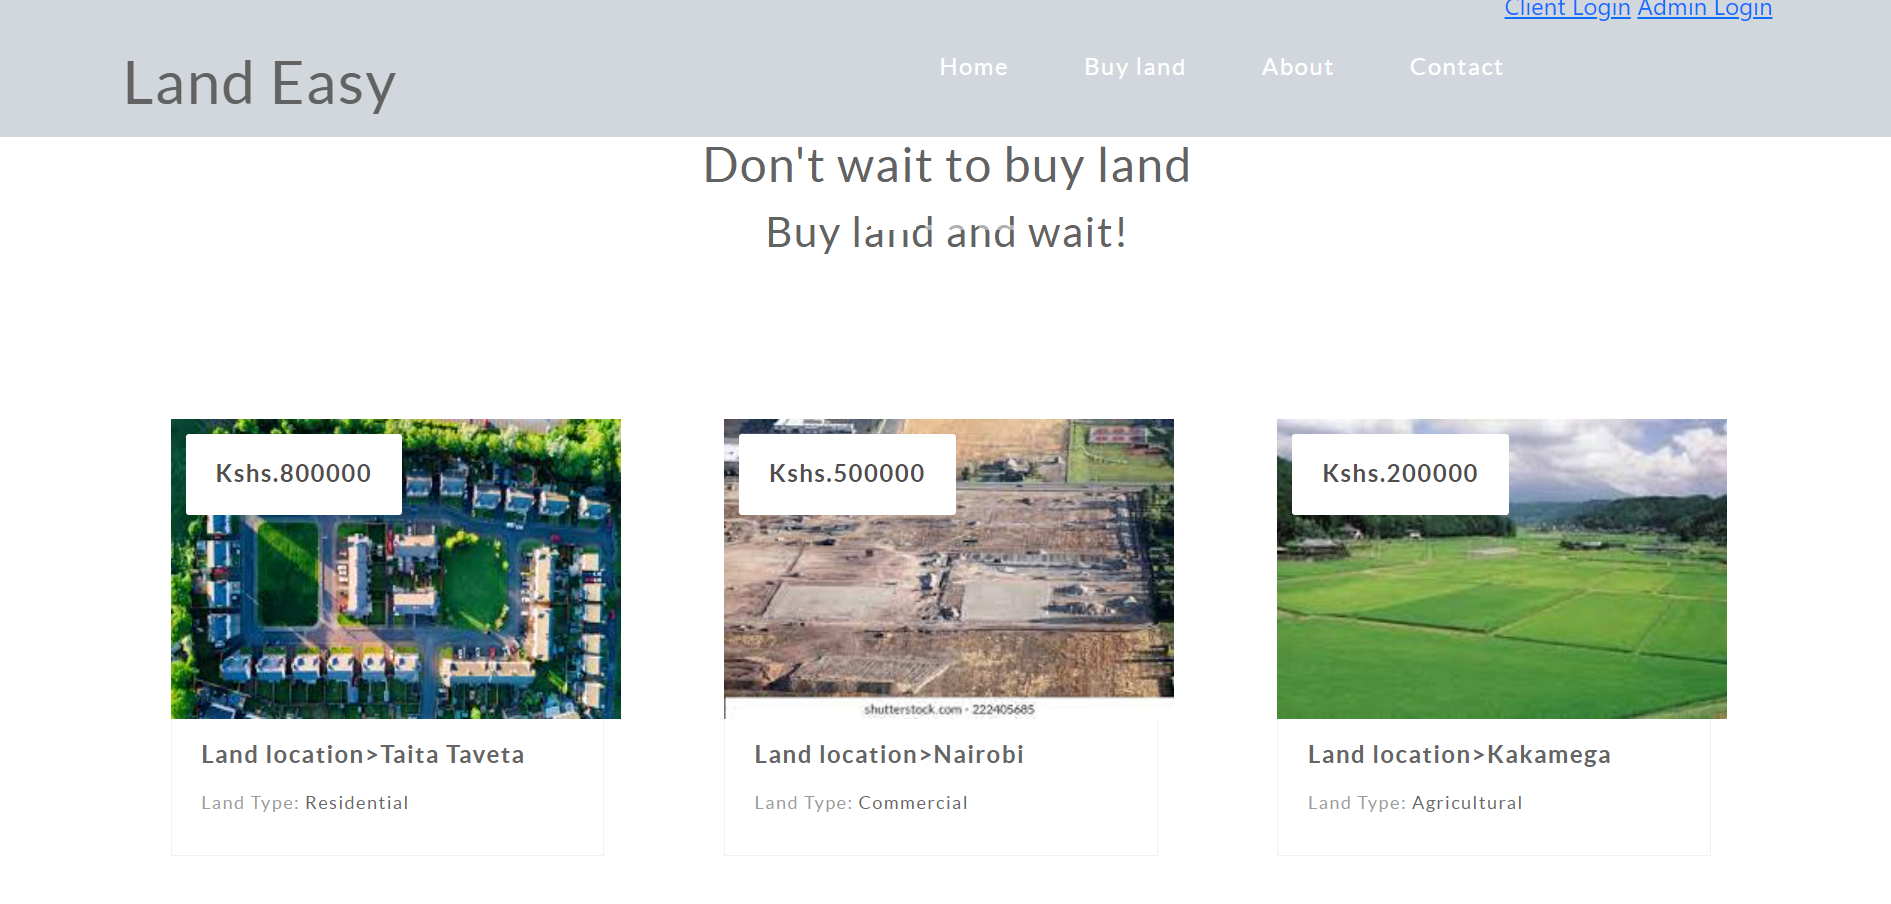 Client Login Admin Login
Land Easy
Home Buy land About Contact
Don't wait to buy land
Buy land and wait!
Kshs.800000
Land location>Taita Taveta
Land Type: Residential
Kshs.500000
shutterstock.com · 222405685
Land location>Nairobi
Land Type: Commercial
Kshs.200000
Land location>Kakamega
Land Type: Agricultural